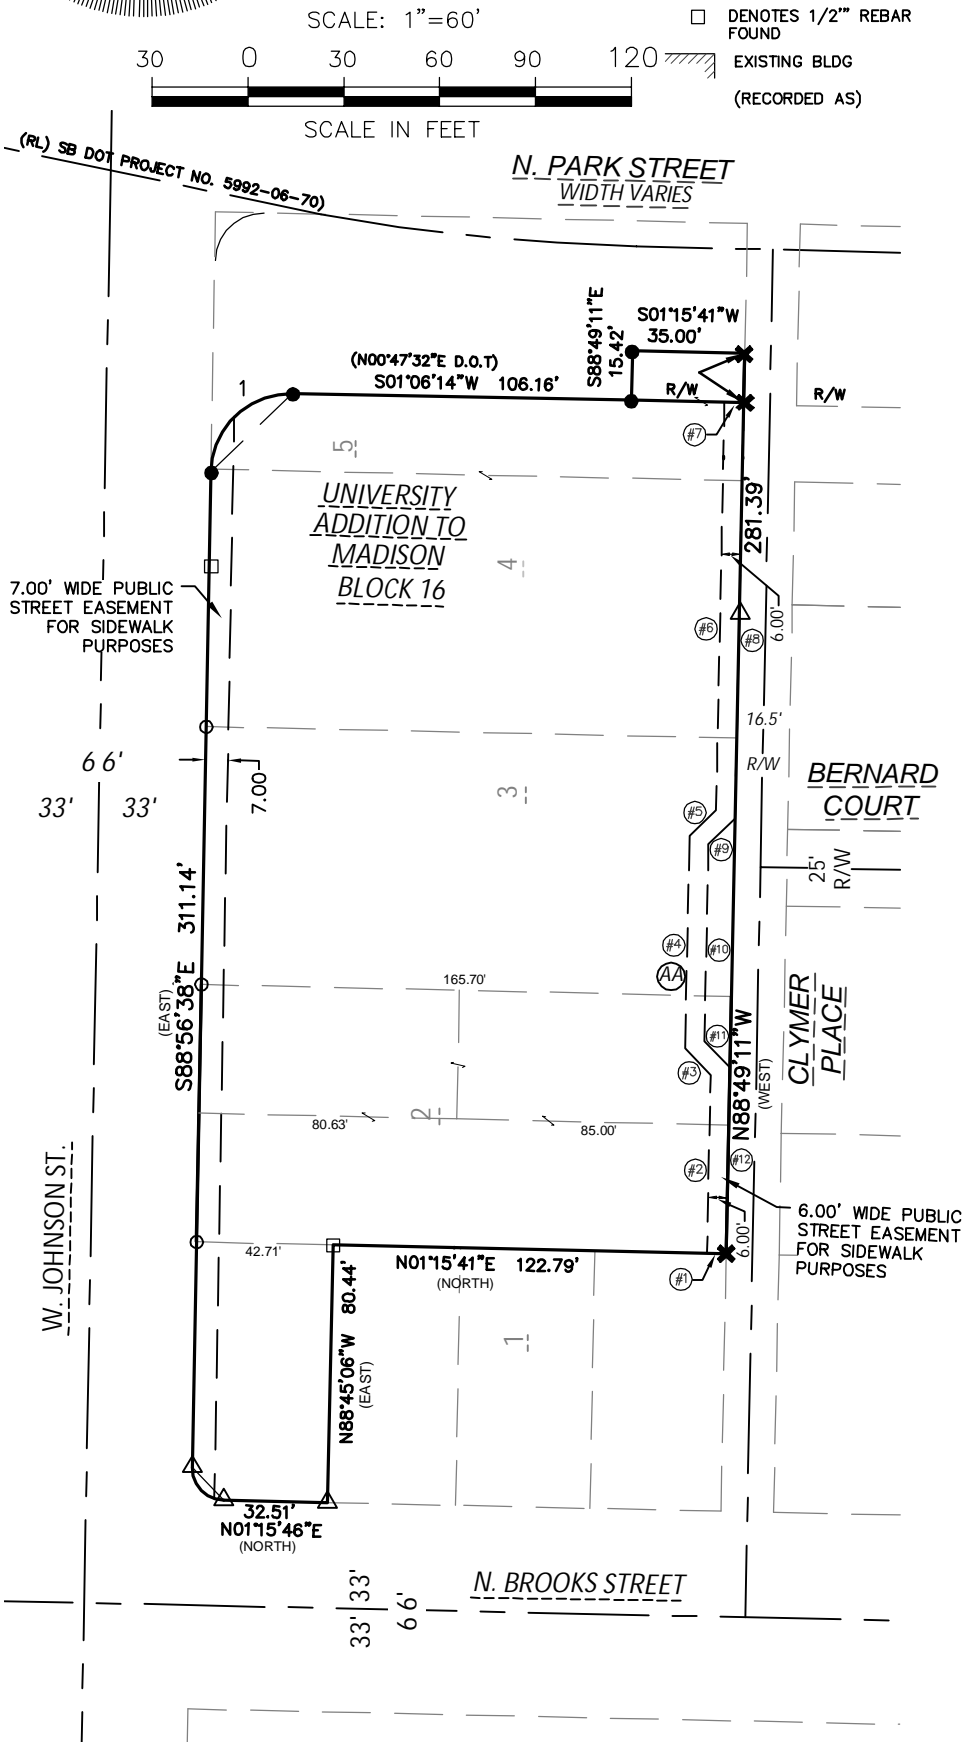 SCALE: 1"=60'
DENOTES 1/2"" REBAR
FOUND
30 0 30 60 90 120
EXISTING BLDG
(RECORDED AS)
SCALE IN FEET
(RL) SB DOT PROJECT NO. 5992-06-70)
N. PARK STREET
WIDTH VARIES
S88°49'11"E
15.42'
S01°15'41"W
35.00'
(N00°47'32"E D.O.T)
S01°06'14"W 106.16'
R/W
R/W
1
#7
5
UNIVERSITY
ADDITION TO
MADISON
BLOCK 16
4
281.39'
7.00' WIDE PUBLIC
STREET EASEMENT
FOR SIDEWALK
PURPOSES
#6
#8
6.00'
16.5'
R/W
66'
33' 33'
7.00
3
#5
#9
BERNARD
COURT
25'
R/W
S88°56'38"E 311.14'
(EAST)
#4
#10
AA
165.70'
#11
#3
N88°49'11"W
(WEST)
CLYMER
PLACE
80.63'
2
85.00'
#2
#12
W. JOHNSON ST.
42.71'
N01°15'41"E 122.79'
(NORTH)
#1
6.00'
6.00' WIDE PUBLIC
STREET EASEMENT
FOR SIDEWALK
PURPOSES
N88°45'06"W 80.44'
(EAST)
1
32.51'
N01°15'46"E
(NORTH)
N. BROOKS STREET
33' 33'
66'